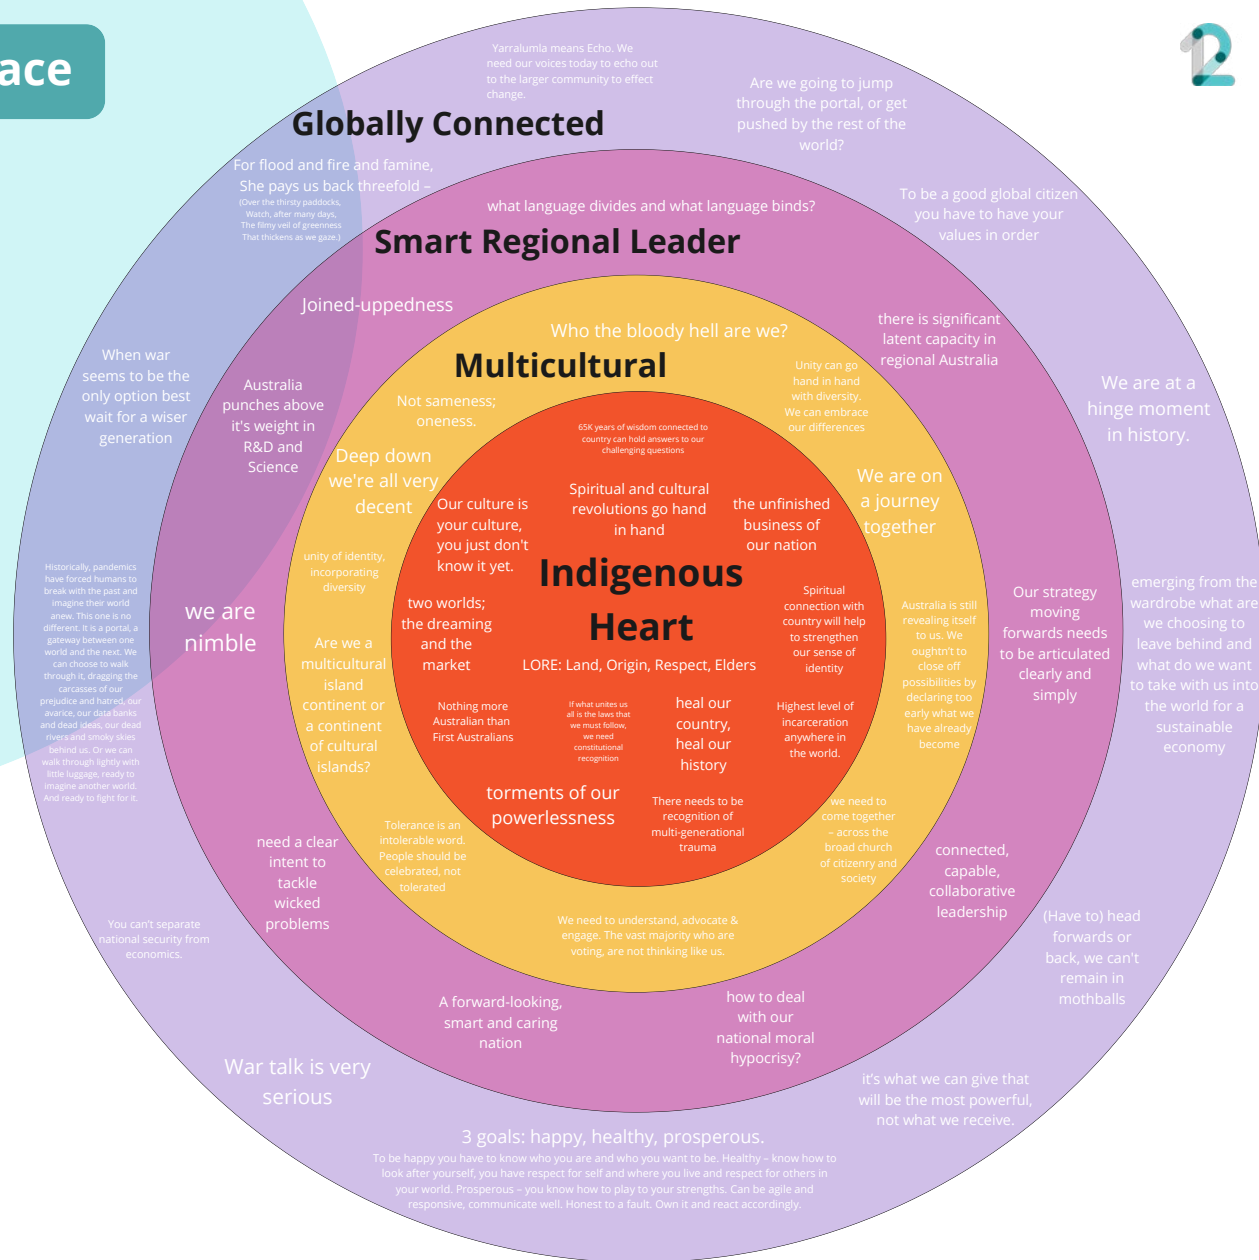 ace
12
Yarralumla means Echo. We
need our voices today to echo out
to the larger community to effect
change.
Are we going to jump
through the portal, or get
pushed by the rest of the
world?
Globally Connected
For flood and fire and famine,
She pays us back threefold –
(Over the thirsty paddocks,
Watch, after many days,
The filmy veil of greenness
That thickens as we gaze.)
To be a good global citizen
you have to have your
values in order
what language divides and what language binds?
Smart Regional Leader
Joined-uppedness
there is significant
latent capacity in
regional Australia
Who the bloody hell are we?
Multicultural
When war
seems to be the
only option best
wait for a wiser
generation
Australia
punches above
it's weight in
R&D and
Science
Not sameness;
oneness.
Unity can go
hand in hand
with diversity.
We can embrace
our differences
We are at a
hinge moment
in history.
65K years of wisdom connected to
country can hold answers to our
challenging questions
Deep down
we're all very
decent
We are on
a journey
together
Our culture is
your culture,
you just don't
know it yet.
Spiritual and cultural
revolutions go hand
in hand
the unfinished
business of
our nation
unity of identity,
incorporating
diversity
Indigenous
Heart
LORE: Land, Origin, Respect, Elders
Historically, pandemics
have forced humans to
break with the past and
imagine their world
anew. This one is no
different. It is a portal, a
gateway between one
world and the next. We
can choose to walk
through it, dragging the
carcasses of our
prejudice and hatred, our
avarice, our data banks
and dead ideas, our dead
rivers and smoky skies
behind us. Or we can
walk through lightly with
little luggage, ready to
imagine another world.
And ready to fight for it.
we are
nimble
two worlds;
the dreaming
and the
market
Spiritual
connection with
country will help
to strengthen
our sense of
identity
Australia is still
revealing itself
to us. We
oughtn't to
close off
possibilities by
declaring too
early what we
have already
become
Our strategy
moving
forwards needs
to be articulated
clearly and
simply
emerging from the
wardrobe what are
we choosing to
leave behind and
what do we want
to take with us into
the world for a
sustainable
economy
Are we a
multicultural
island
continent or
a continent
of cultural
islands?
Nothing more
Australian than
First Australians
If what unites us
all is the laws that
we must follow,
we need
constitutional
recognition
heal our
country,
heal our
history
Highest level of
incarceration
anywhere in
the world.
torments of our
powerlessness
There needs to be
recognition of
multi-generational
trauma
we need to
come together
– across the
broad church
of citizenry and
society
need a clear
intent to
tackle
wicked
problems
Tolerance is an
intolerable word.
People should be
celebrated, not
tolerated
connected,
capable,
collaborative
leadership
You can't separate
national security from
economics.
We need to understand, advocate &
engage. The vast majority who are
voting, are not thinking like us.
(Have to) head
forwards or
back, we can't
remain in
mothballs
A forward-looking,
smart and caring
nation
how to deal
with our
national moral
hypocrisy?
War talk is very
serious
it's what we can give that
will be the most powerful,
not what we receive.
3 goals: happy, healthy, prosperous.
To be happy you have to know who you are and who you want to be. Healthy – know how to
look after yourself, you have respect for self and where you live and respect for others in
your world. Prosperous – you know how to play to your strengths. Can be agile and
responsive, communicate well. Honest to a fault. Own it and react accordingly.